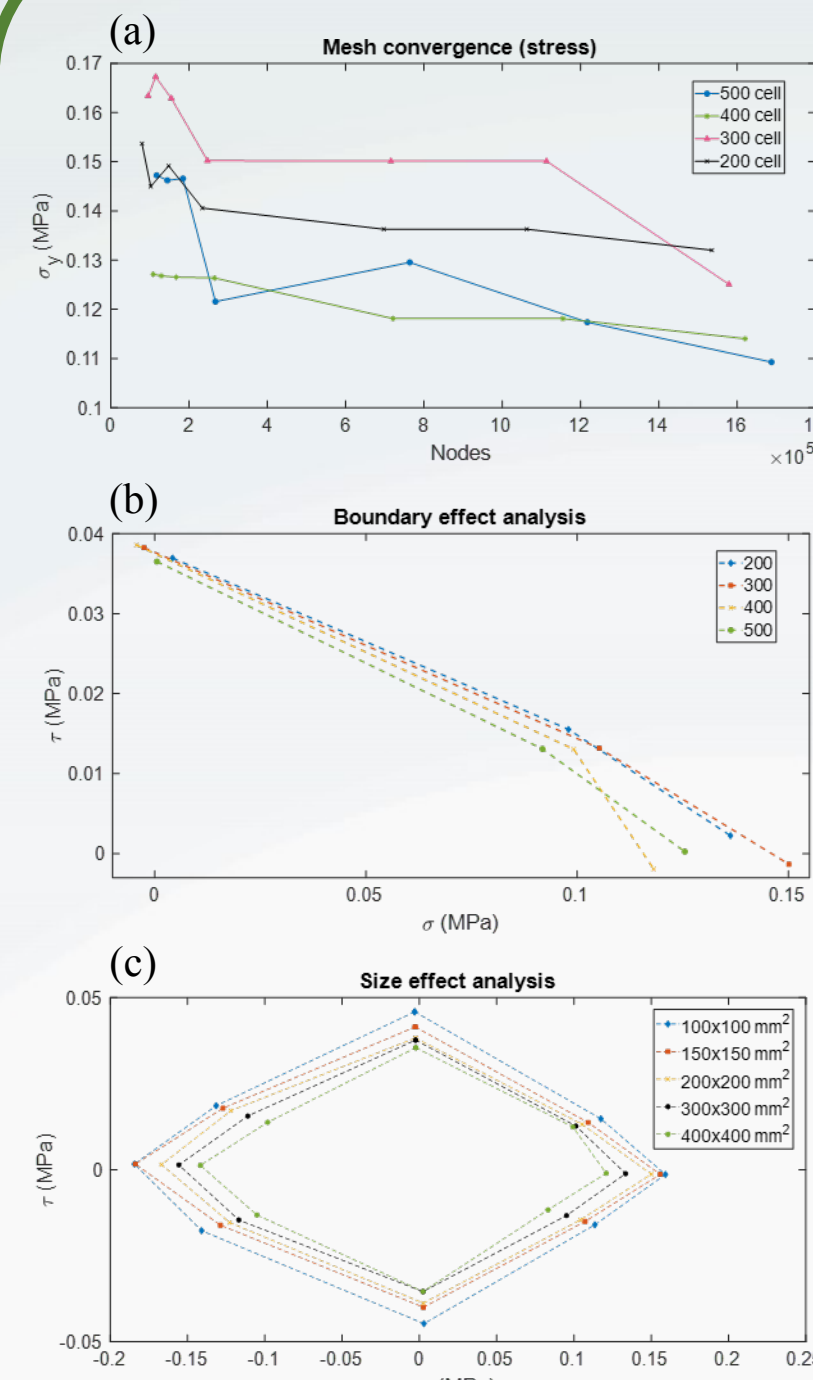 (a)
Mesh convergence (stress)
0.17
0.16
0.15
0.14
0.13
0.12
0.11
0.1
σy (MPa)
500 cell
400 cell
300 cell
200 cell
0 2 4 6 8 10 12 14 16
Nodes
×10⁵
(b)
Boundary effect analysis
0.04
0.03
0.02
0.01
0
τ (MPa)
200
300
400
500
0 0.05 0.1 0.15
σ (MPa)
(c)
Size effect analysis
0.05
0
-0.05
τ (MPa)
100x100 mm²
150x150 mm²
200x200 mm²
300x300 mm²
400x400 mm²
-0.2 -0.15 -0.1 -0.05 0 0.05 0.1 0.15 0.2